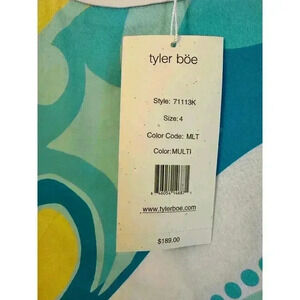 tyler böe
Style: 71113K
Size: 4
Color Code: MLT
Color: MULTI
www.tylerboe.com
$189.00